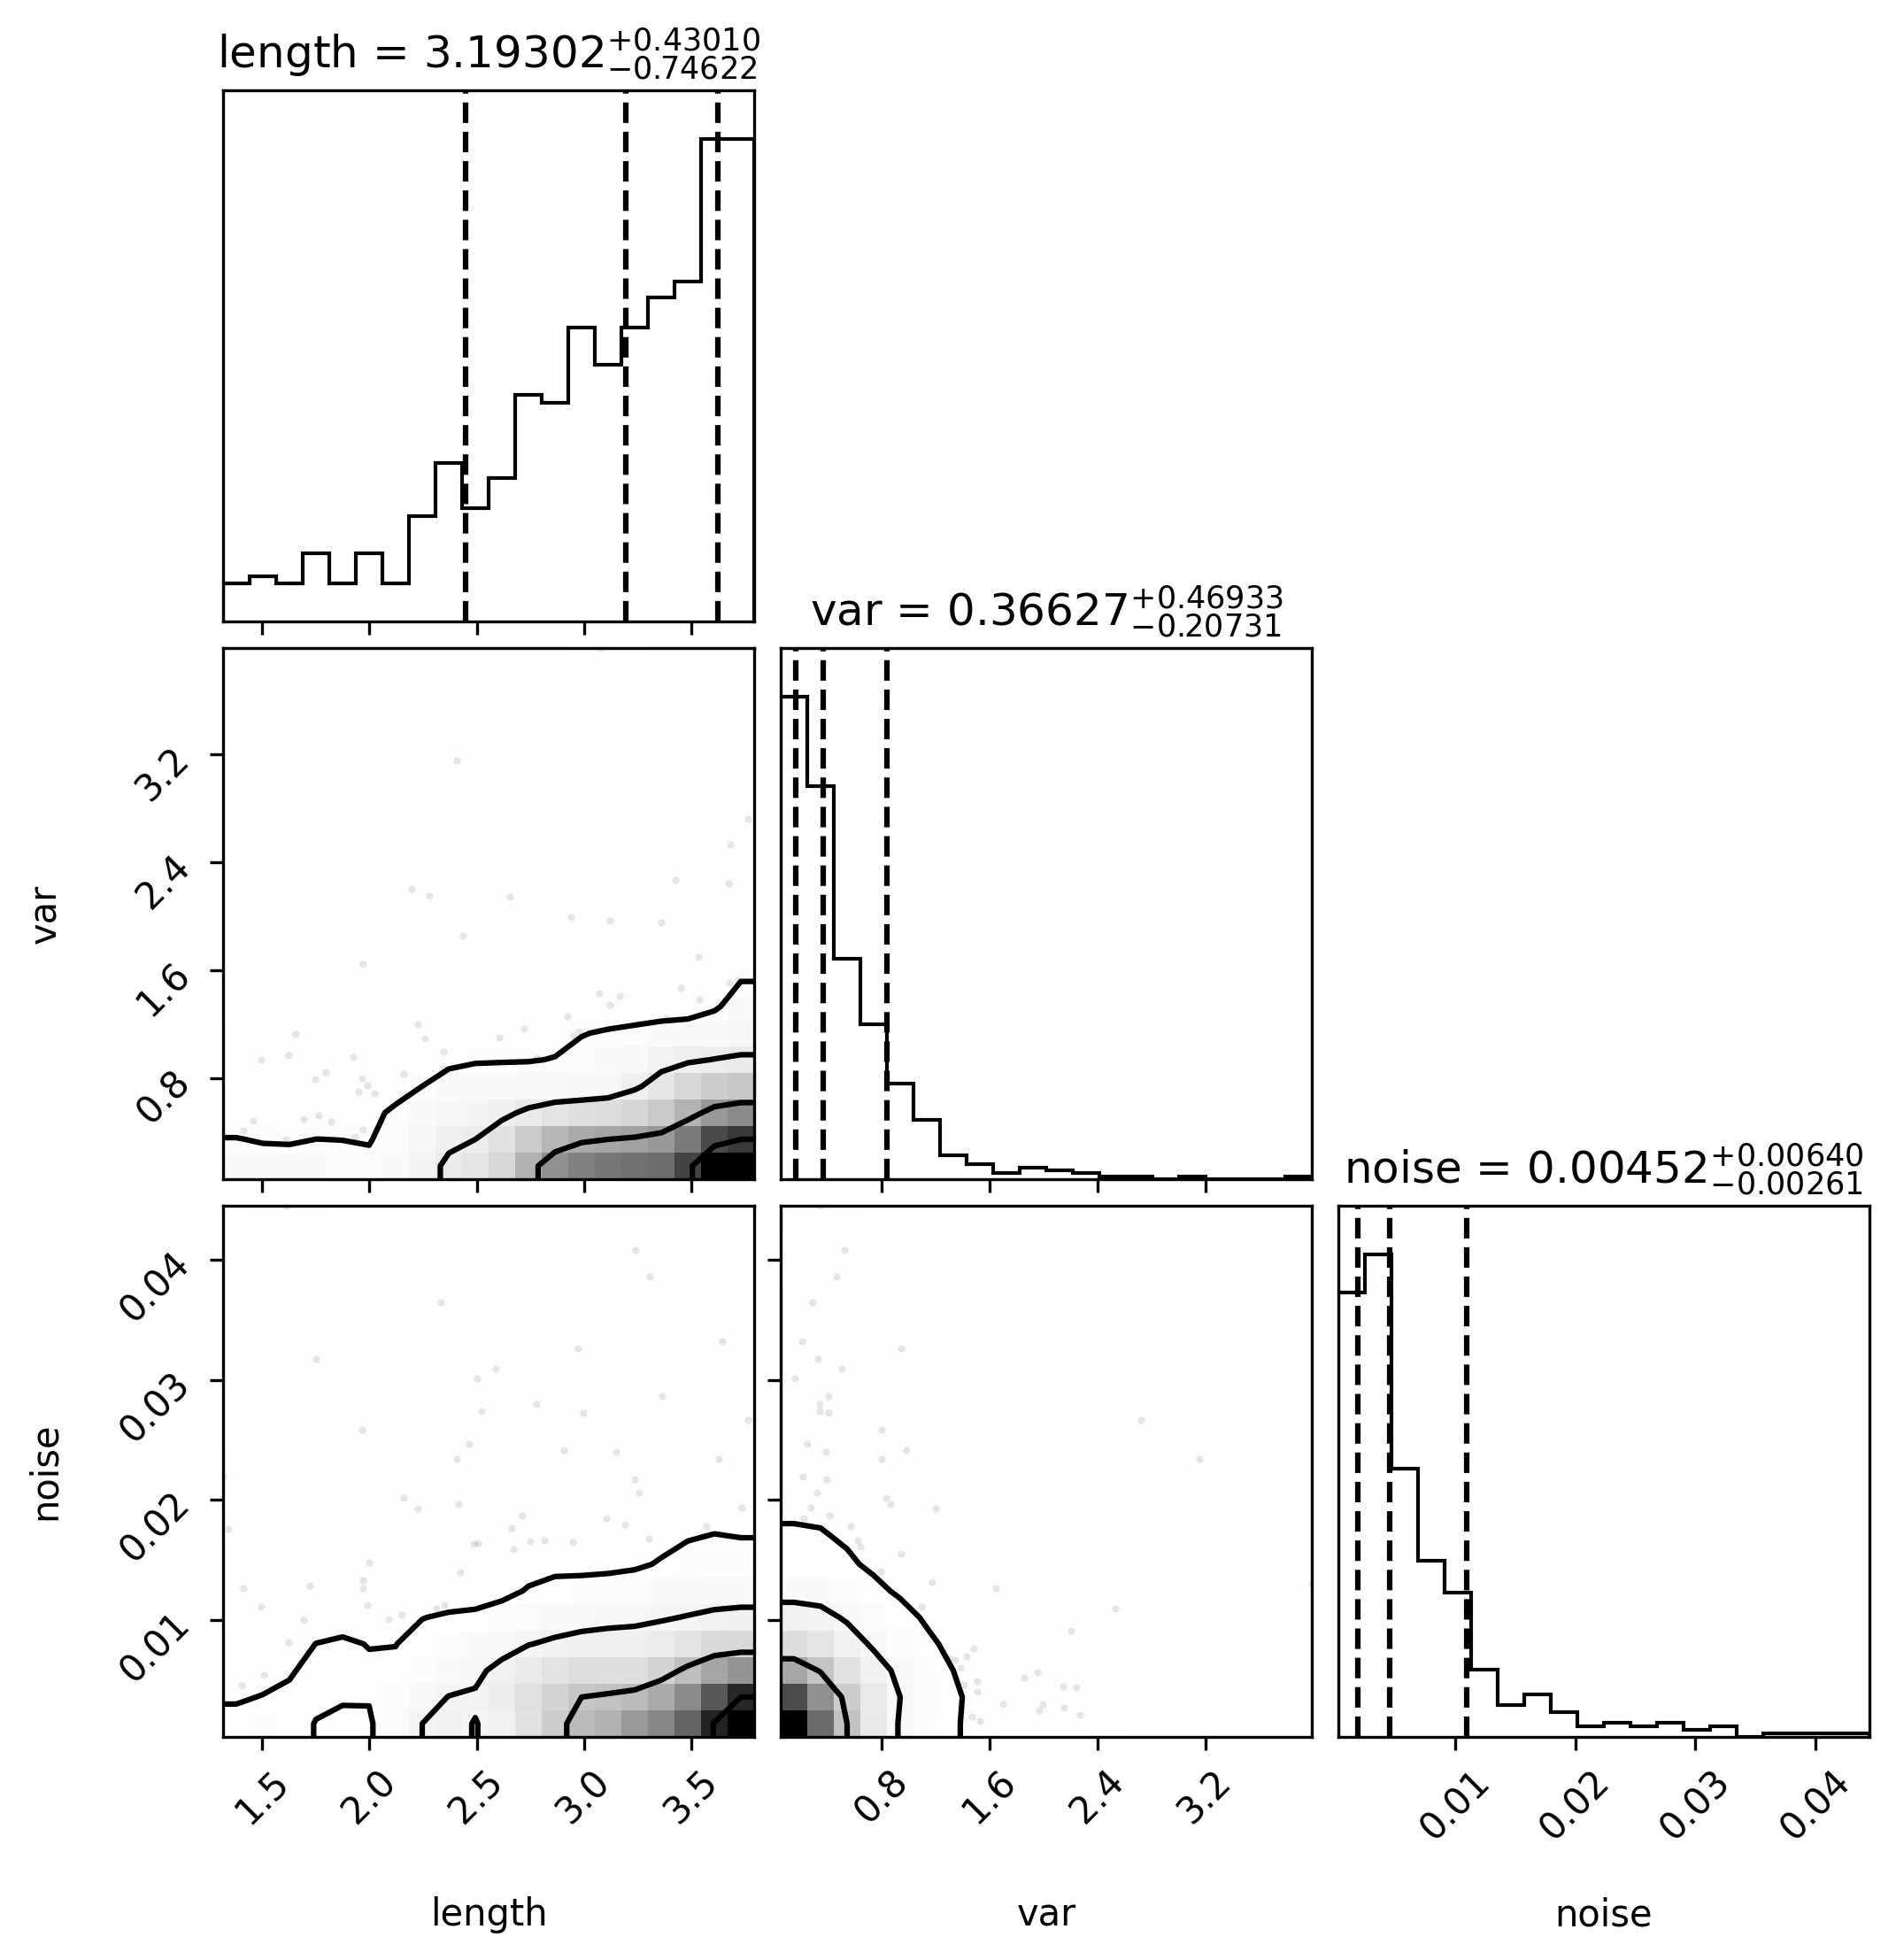 length = 3.19302 +0.43010 −0.74622
var = 0.36627 +0.46933 −0.20731
3.2
2.4
1.6
0.8
var
noise = 0.00452 +0.00640 −0.00261
0.04
0.03
0.02
0.01
noise
1.5 2.0 2.5 3.0 3.5 0.8 1.6 2.4 3.2 0.01 0.02 0.03 0.04
length var noise